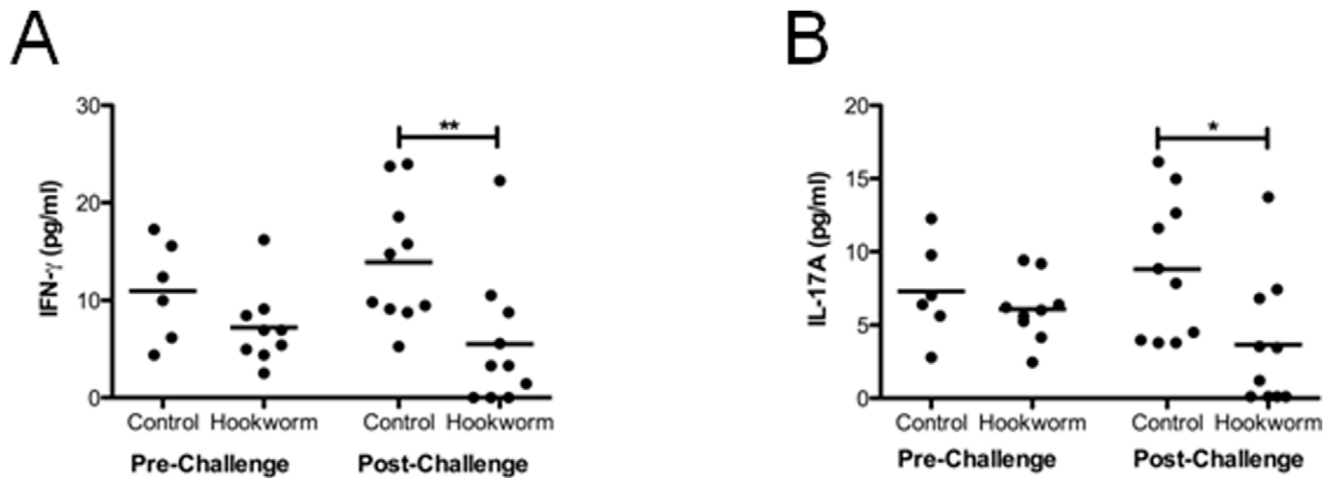 A
B
IFN-γ (pg/ml)
30
20
10
0
**
Control Hookworm Control Hookworm
Pre-Challenge Post-Challenge
IL-17A (pg/ml)
20
15
10
5
0
*
Control Hookworm Control Hookworm
Pre-Challenge Post-Challenge